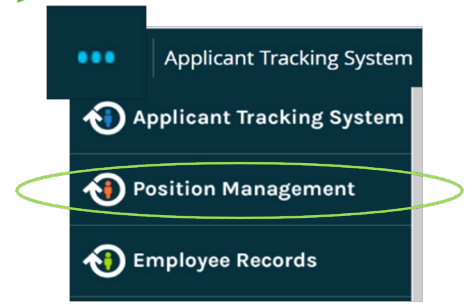 Applicant Tracking System
Applicant Tracking System
Position Management
Employee Records